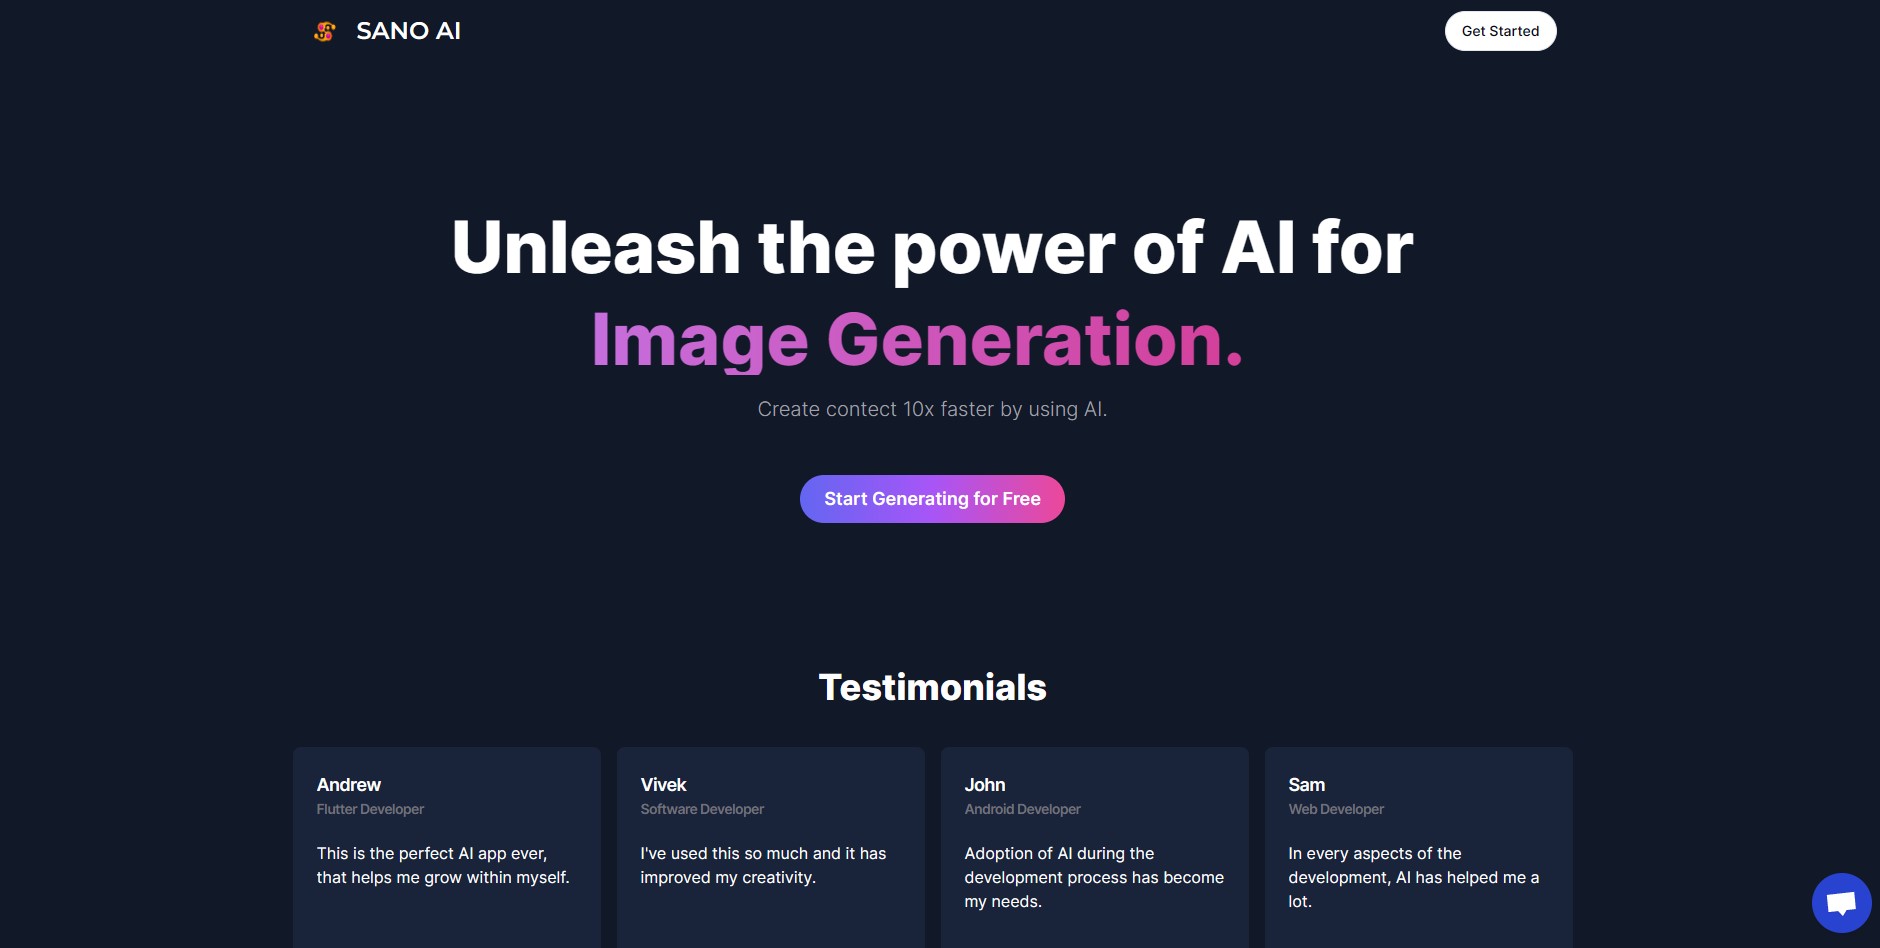 SANO AI
Get Started
Unleash the power of AI for
Image Generation.
Create contect 10x faster by using AI.
Start Generating for Free
Testimonials
Andrew
Flutter Developer
This is the perfect AI app ever,
that helps me grow within myself.
Vivek
Software Developer
I've used this so much and it has
improved my creativity.
John
Android Developer
Adoption of AI during the
development process has become
my needs.
Sam
Web Developer
In every aspects of the
development, AI has helped me a
lot.